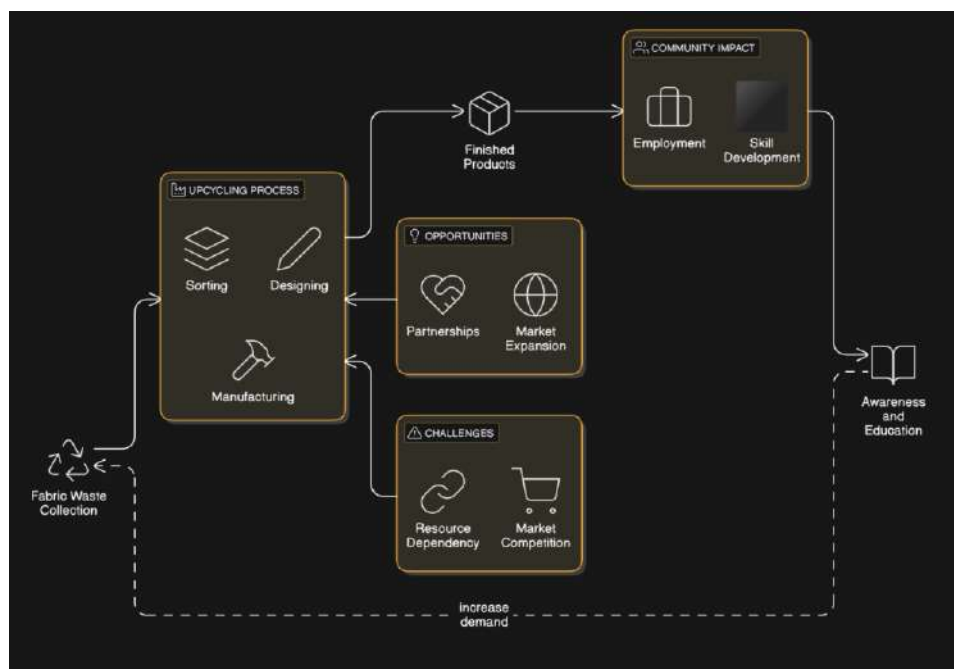 COMMUNITY IMPACT
Employment
Skill
Development
Finished
Products
UPCYCLING PROCESS
Sorting
Designing
Manufacturing
OPPORTUNITIES
Partnerships
Market
Expansion
CHALLENGES
Resource
Dependency
Market
Competition
Awareness
and
Education
Fabric Waste
Collection
increase
demand